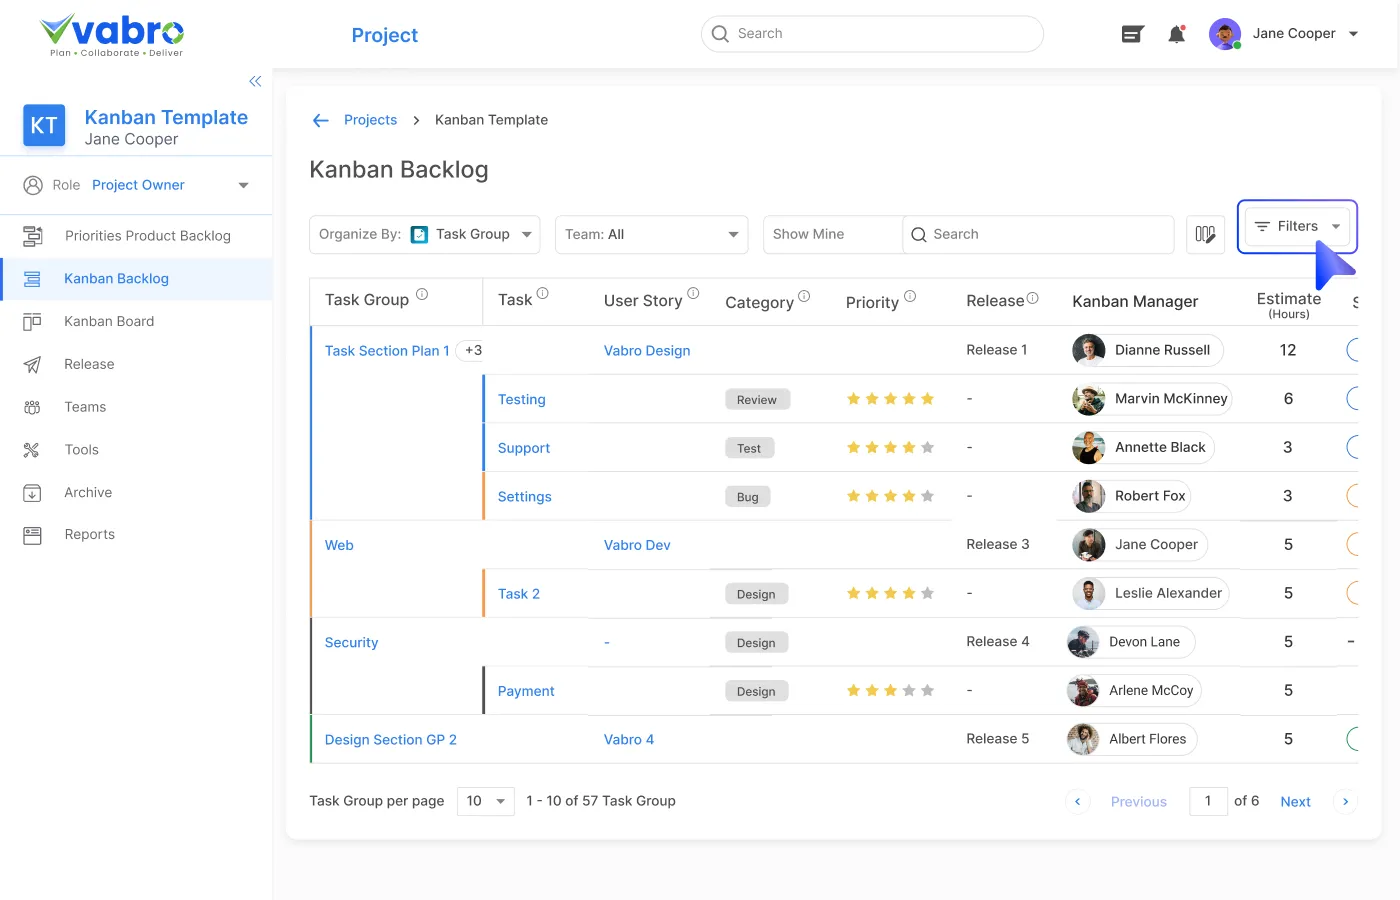 vabro
Plan • Collaborate • Deliver
Project
Search
Jane Cooper
KT
Kanban Template
Jane Cooper
Role Project Owner
Priorities Product Backlog
Kanban Backlog
Kanban Board
Release
Teams
Tools
Archive
Reports
Projects > Kanban Template
Kanban Backlog
Organize By: Task Group
Team: All
Show Mine
Search
Filters
Task Group Task User Story Category Priority Release Kanban Manager Estimate (Hours) S
Task Section Plan 1 +3 Vabro Design Release 1 Dianne Russell 12
Testing Review - Marvin McKinney 6
Support Test - Annette Black 3
Settings Bug - Robert Fox 3
Web Vabro Dev Release 3 Jane Cooper 5
Task 2 Design - Leslie Alexander 5
Security - Design Release 4 Devon Lane 5 -
Payment Design - Arlene McCoy 5
Design Section GP 2 Vabro 4 Release 5 Albert Flores 5
Task Group per page 10 1 - 10 of 57 Task Group
Previous 1 of 6 Next